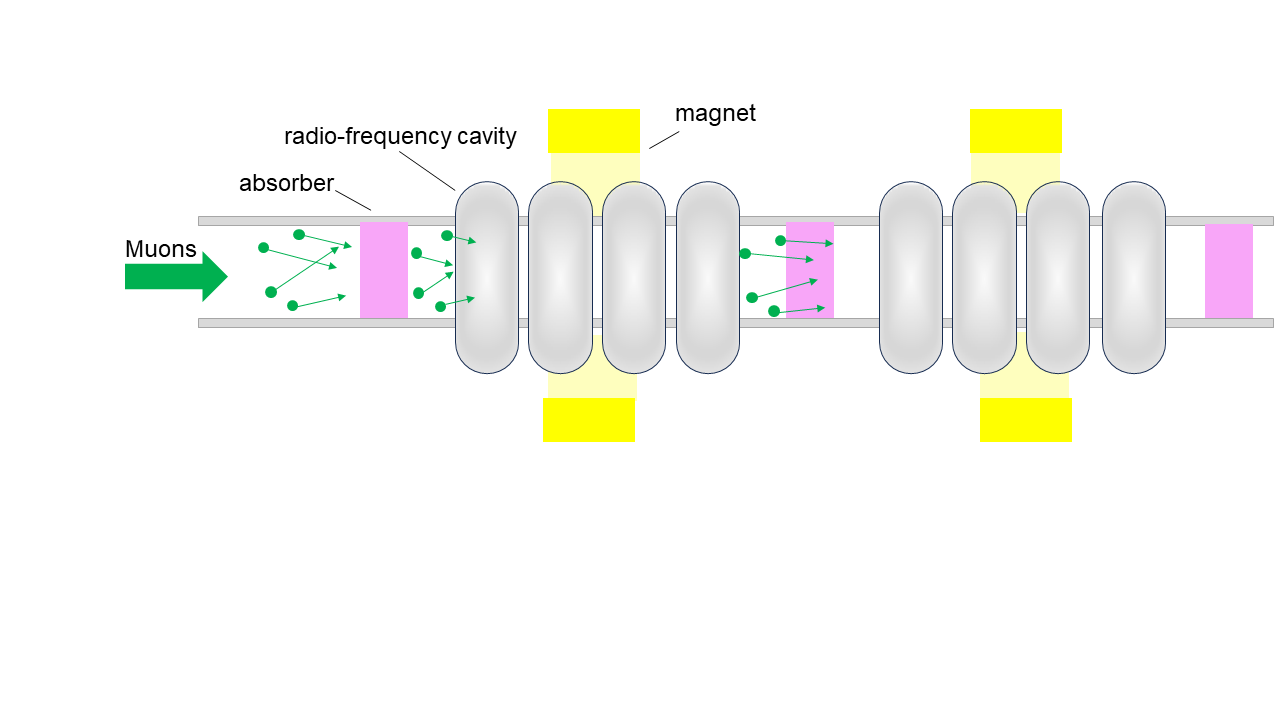 magnet
radio-frequency cavity
absorber
Muons